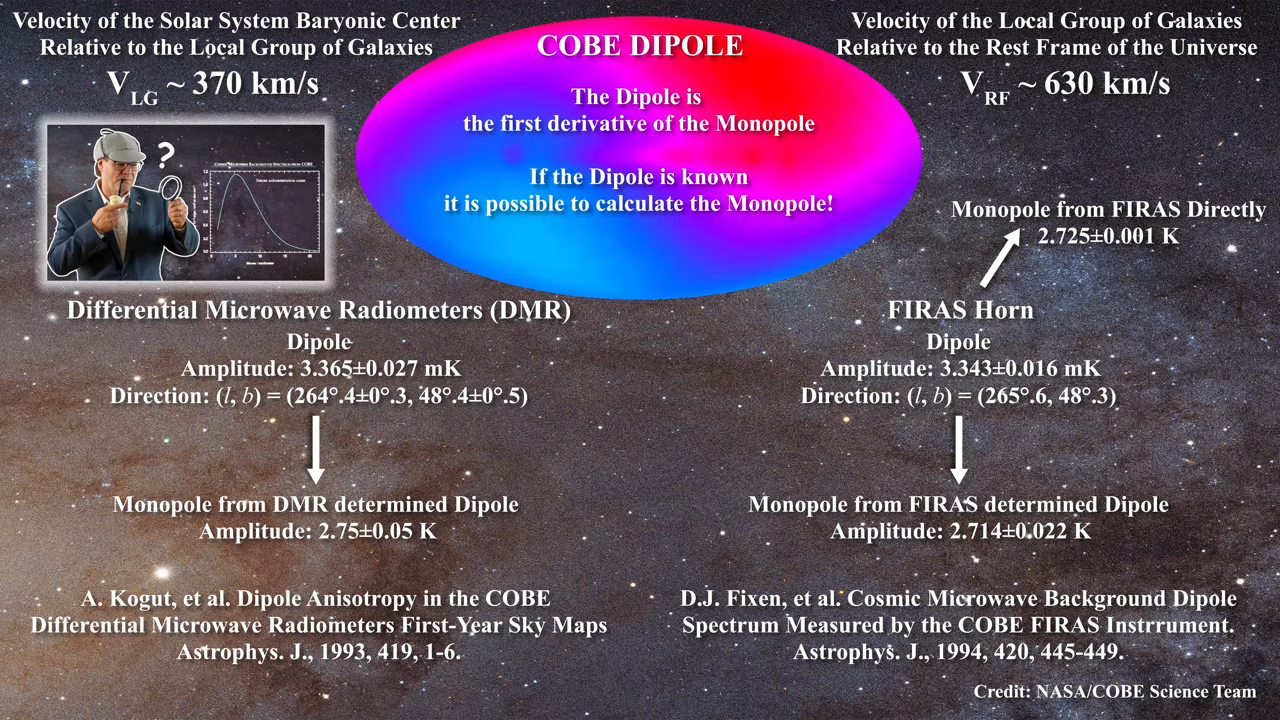 Velocity of the Solar System Baryonic Center
Relative to the Local Group of Galaxies
VLG ~ 370 km/s
COBE DIPOLE
The Dipole is
the first derivative of the Monopole
If the Dipole is known
it is possible to calculate the Monopole!
Velocity of the Local Group of Galaxies
Relative to the Rest Frame of the Universe
VRF ~ 630 km/s
?
COSMIC MICROWAVE BACKGROUND SPECTRUM FROM COBE
Monopole from FIRAS Directly
2.725±0.001 K
Differential Microwave Radiometers (DMR)
Dipole
Amplitude: 3.365±0.027 mK
Direction: (l, b) = (264°.4±0°.3, 48°.4±0°.5)
Monopole from DMR determined Dipole
Amplitude: 2.75±0.05 K
A. Kogut, et al. Dipole Anisotropy in the COBE
Differential Microwave Radiometers First-Year Sky Maps
Astrophys. J., 1993, 419, 1-6.
FIRAS Horn
Dipole
Amplitude: 3.343±0.016 mK
Direction: (l, b) = (265°.6, 48°.3)
Monopole from FIRAS determined Dipole
Amplitude: 2.714±0.022 K
D.J. Fixen, et al. Cosmic Microwave Background Dipole
Spectrum Measured by the COBE FIRAS Instrrument.
Astrophys. J., 1994, 420, 445-449.
Credit: NASA/COBE Science Team